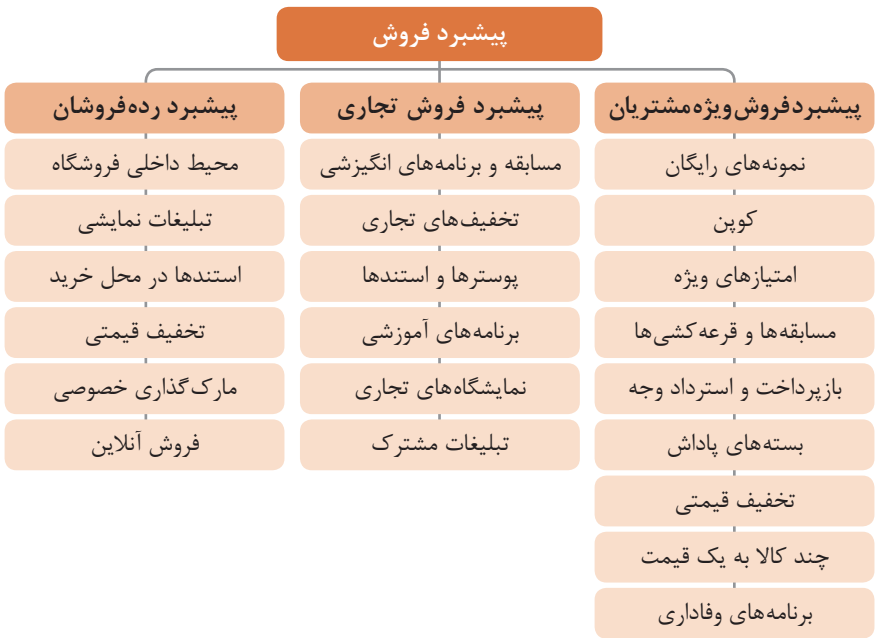 پیشبرد فروش
پیشبرد فروش ویژه مشتریان
نمونه‌های رایگان
کوپن
امتیازهای ویژه
مسابقه‌ها و قرعه‌کشی‌ها
بازپرداخت و استرداد وجه
بسته‌های پاداش
تخفیف قیمتی
چند کالا به یک قیمت
برنامه‌های وفاداری
پیشبرد فروش تجاری
مسابقه و برنامه‌های انگیزشی
تخفیف‌های تجاری
پوسترها و استندها
برنامه‌های آموزشی
نمایشگاه‌های تجاری
تبلیغات مشترک
پیشبرد رده‌فروشان
محیط داخلی فروشگاه
تبلیغات نمایشی
استندها در محل خرید
تخفیف قیمتی
مارک‌گذاری خصوصی
فروش آنلاین